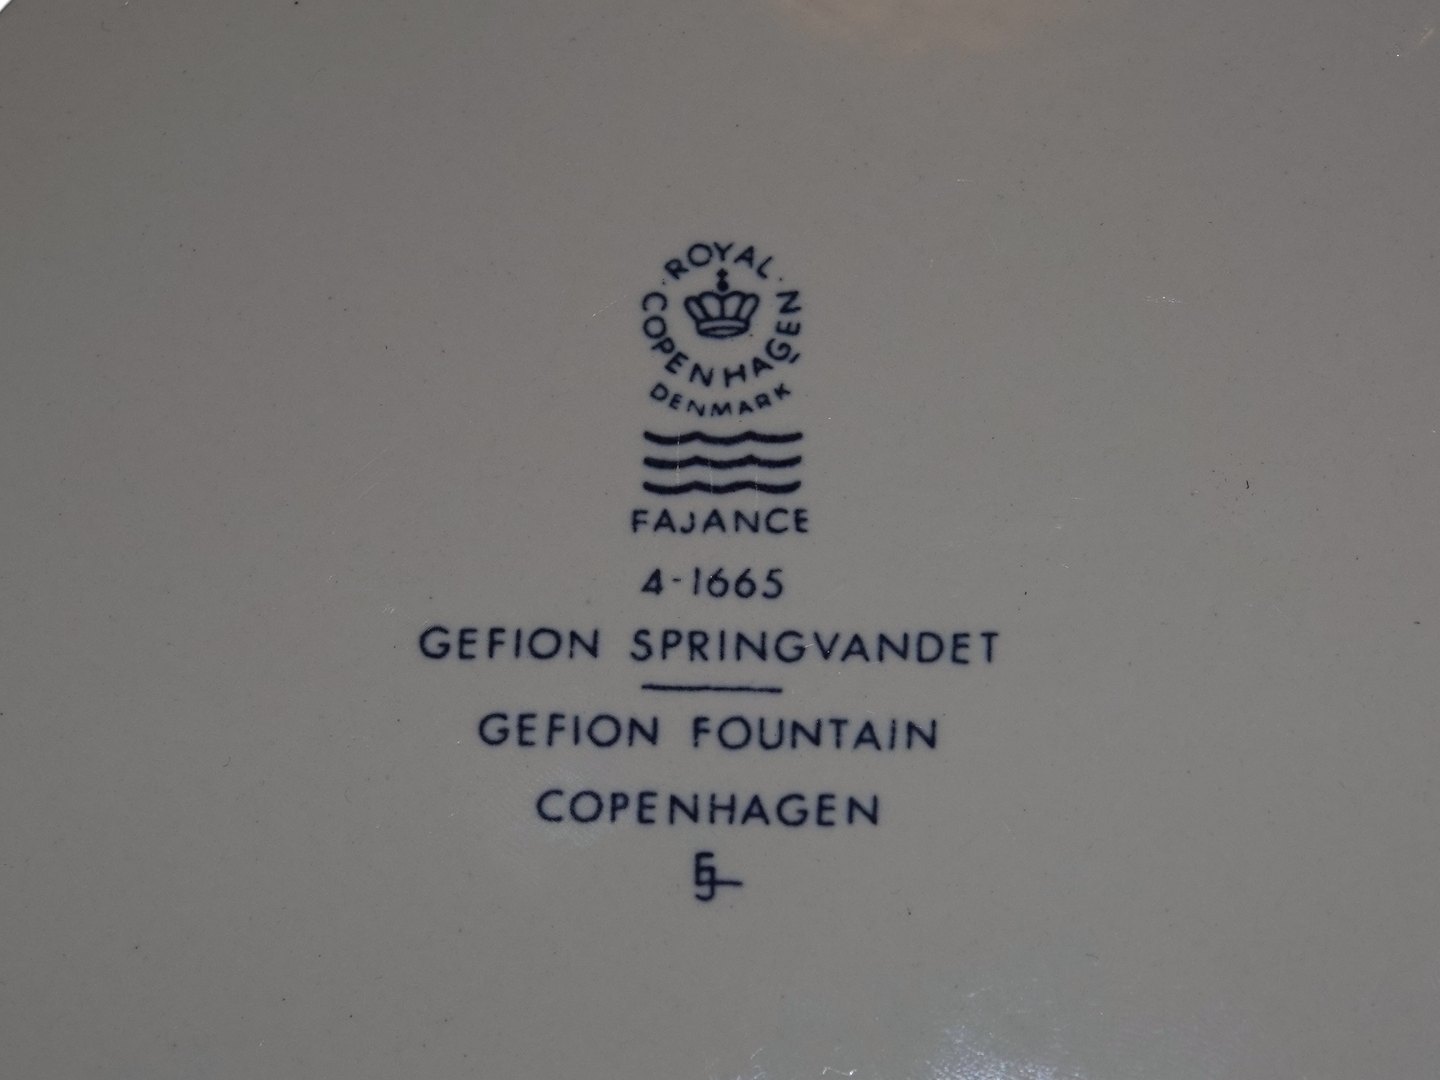 ROYAL
COPENHAGEN
DENMARK
FAJANCE
4-1665
GEFION SPRINGVANDET
GEFION FOUNTAIN
COPENHAGEN